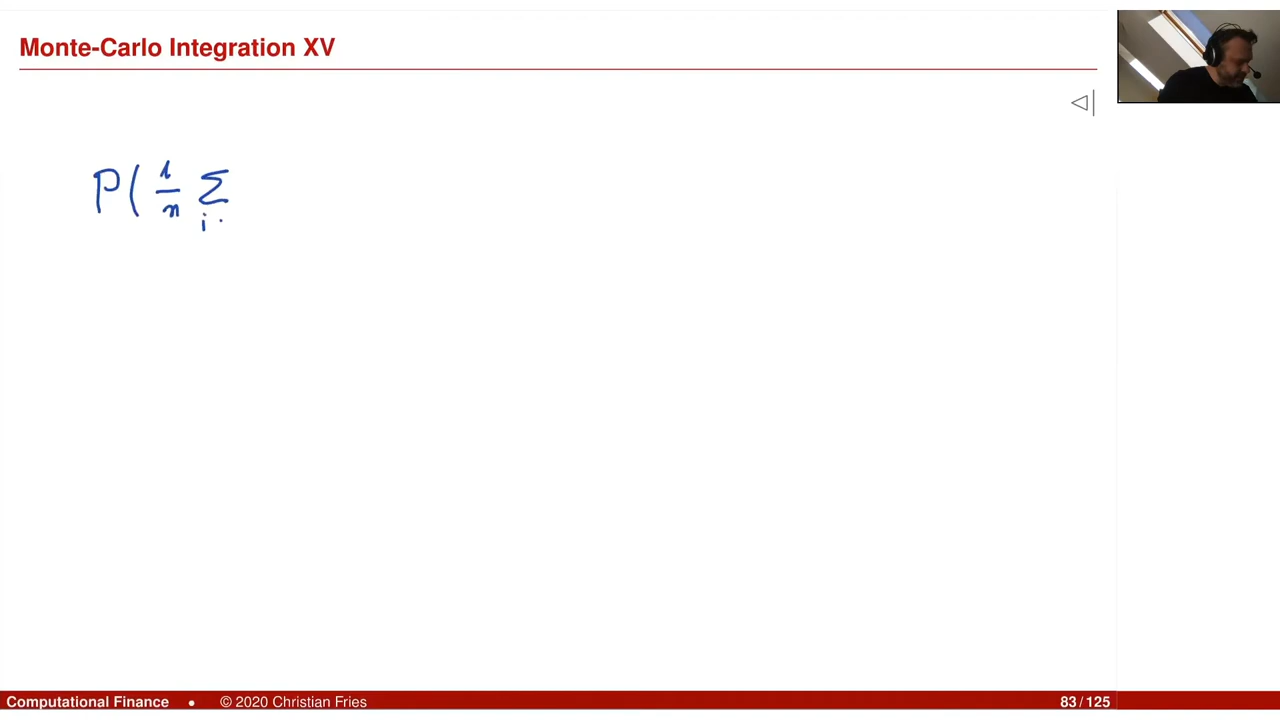 Monte-Carlo Integration XV
P( 1/n Σ i
Computational Finance • © 2020 Christian Fries 83 / 125